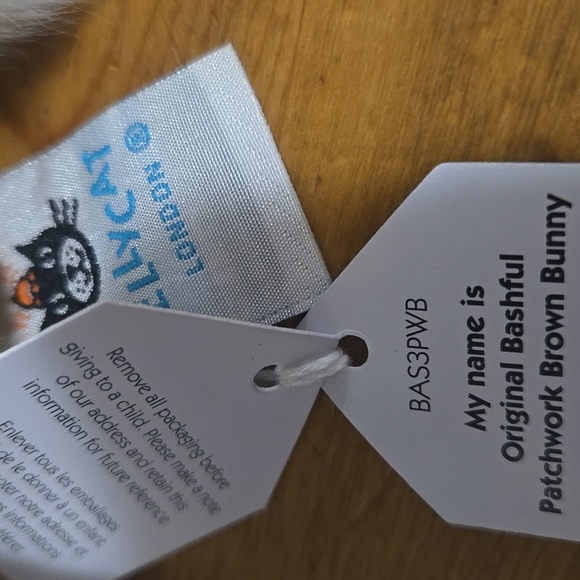 LLYCAT ®
LONDON
BAS3PWB
My name is
Original Bashful
Patchwork Brown Bunny
Remove all packaging before
giving to a child. Please make a note
of our address and retain this
information for future reference.
Enlever tous les emballages
de le donner à un enfant.
noter notre adresse et
informations